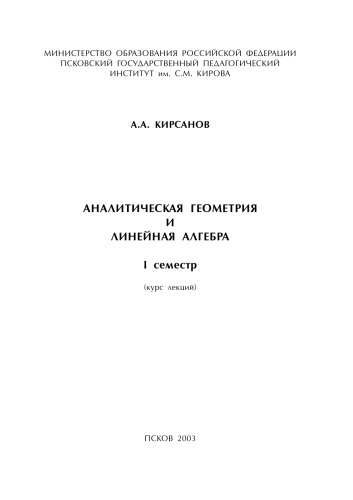 МИНИСТЕРСТВО ОБРАЗОВАНИЯ РОССИЙСКОЙ ФЕДЕРАЦИИ
ПСКОВСКИЙ ГОСУДАРСТВЕННЫЙ ПЕДАГОГИЧЕСКИЙ
ИНСТИТУТ им. С.М. КИРОВА
А.А. КИРСАНОВ
АНАЛИТИЧЕСКАЯ ГЕОМЕТРИЯ
И
ЛИНЕЙНАЯ АЛГЕБРА
I семестр
(курс лекций)
ПСКОВ 2003